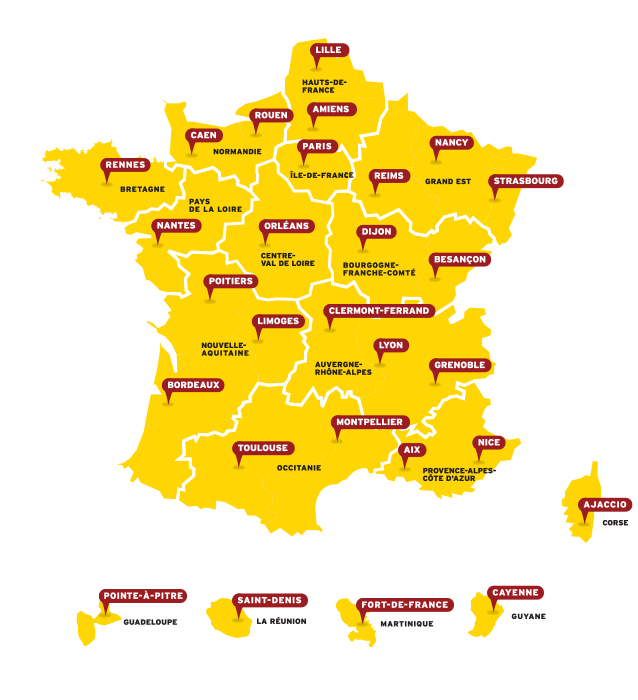 LILLE
HAUTS-DE-
FRANCE
AMIENS
ROUEN
CAEN
NORMANDIE
PARIS
ÎLE-DE-FRANCE
NANCY
REIMS
GRAND EST
STRASBOURG
RENNES
BRETAGNE
PAYS
DE LA LOIRE
NANTES
ORLÉANS
CENTRE-
VAL DE LOIRE
DIJON
BOURGOGNE-
FRANCHE-COMTÉ
BESANÇON
POITIERS
LIMOGES
NOUVELLE-
AQUITAINE
CLERMONT-FERRAND
LYON
AUVERGNE-
RHÔNE-ALPES
GRENOBLE
BORDEAUX
MONTPELLIER
TOULOUSE
OCCITANIE
AIX
NICE
PROVENCE-ALPES-
CÔTE D'AZUR
AJACCIO
CORSE
POINTE-À-PITRE
GUADELOUPE
SAINT-DENIS
LA RÉUNION
FORT-DE-FRANCE
MARTINIQUE
CAYENNE
GUYANE